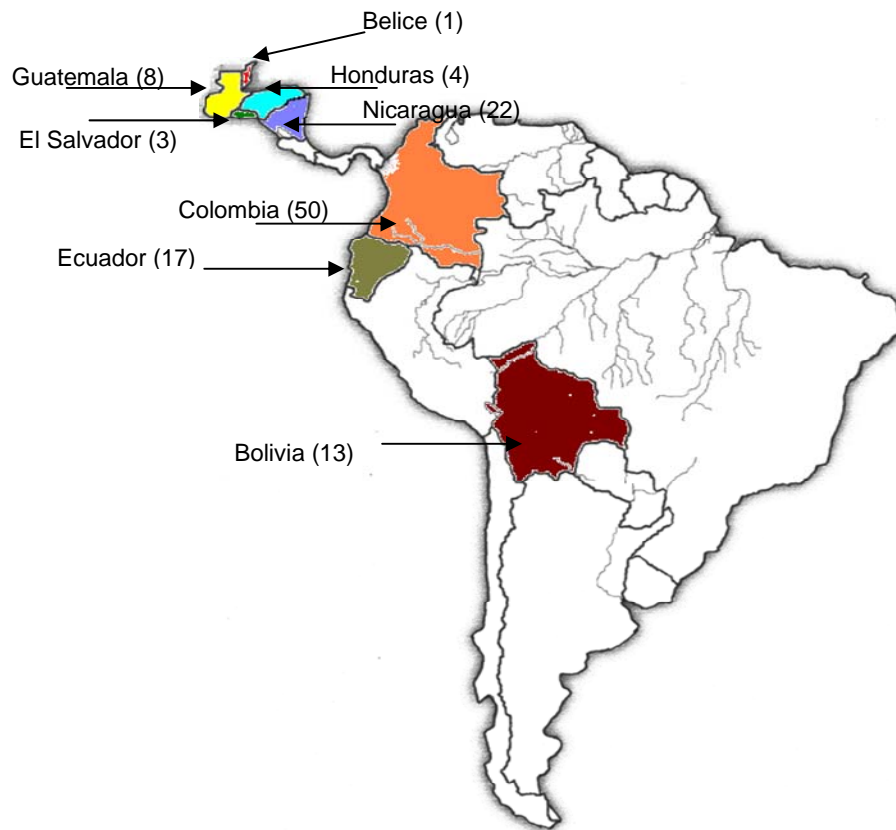 Belice (1)
Guatemala (8)
Honduras (4)
Nicaragua (22)
El Salvador (3)
Colombia (50)
Ecuador (17)
Bolivia (13)